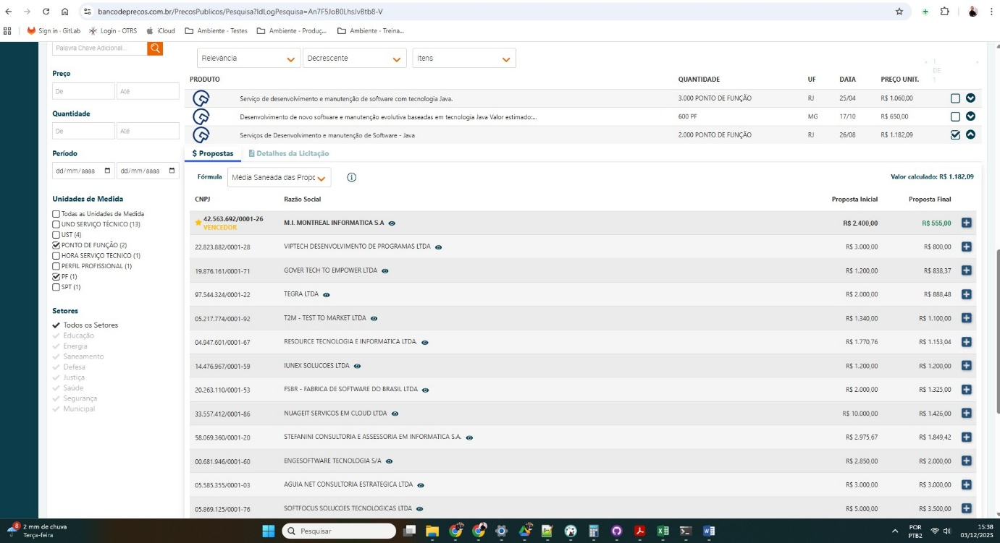 bancodeprecos.com.br/PrecosPublicos/Pesquisa?IdLogPesquisa=An7F5JoB0LhsJvBtb8-V
Sign in - GitLab Login - OTRS iCloud Ambiente - Testes Ambiente - Produç... Ambiente - Treina...
Palavra Chave Adicional...
Preço
De Até
Quantidade
De Até
Período
dd/mm/aaaa dd/mm/aaaa
Unidades de Medida
Todas as Unidades de Medida
UND SERVIÇO TÉCNICO (13)
UST (4)
PONTO DE FUNÇÃO (2)
HORA SERVIÇO TECNICO (1)
PERFIL PROFISSIONAL (1)
PF (1)
SPT (1)
Setores
Todos os Setores
Educação
Energia
Saneamento
Defesa
Justiça
Saúde
Segurança
Municipal
Relevância Decrescente Itens
1
DE
1
PRODUTO QUANTIDADE UF DATA PREÇO UNIT.
Serviço de desenvolvimento e manutenção de software com tecnologia Java. 3.000 PONTO DE FUNÇÃO RJ 25/04 R$ 1.060,00
Desenvolvimento de novo software e manutenção evolutiva baseadas em tecnologia Java Valor estimado:... 600 PF MG 17/10 R$ 650,00
Serviços de Desenvolvimento e manutenção de Software - Java 2.000 PONTO DE FUNÇÃO RJ 26/08 R$ 1.182,09
$ Propostas Detalhes da Licitação
Fórmula Média Saneada das Propc Valor calculado: R$ 1.182,09
CNPJ Razão Social Proposta Inicial Proposta Final
42.563.692/0001-26 M.I. MONTREAL INFORMATICA S.A R$ 2.400,00 R$ 555,00
VENCEDOR
22.823.882/0001-28 VIPTECH DESENVOLVIMENTO DE PROGRAMAS LTDA R$ 3.000,00 R$ 800,00
19.876.161/0001-71 GOVER TECH TO EMPOWER LTDA R$ 1.200,00 R$ 838,37
97.544.324/0001-22 TEGRA LTDA R$ 2.000,00 R$ 888,48
05.217.774/0001-92 T2M - TEST TO MARKET LTDA R$ 1.340,00 R$ 1.100,00
04.947.601/0001-67 RESOURCE TECNOLOGIA E INFORMATICA LTDA. R$ 1.770,76 R$ 1.153,04
14.476.967/0001-59 IUNEX SOLUCOES LTDA R$ 1.200,00 R$ 1.200,00
20.263.110/0001-53 FSBR - FABRICA DE SOFTWARE DO BRASIL LTDA R$ 2.000,00 R$ 1.325,00
33.557.412/0001-86 NUAGEIT SERVICOS EM CLOUD LTDA R$ 10.000,00 R$ 1.426,00
58.069.360/0001-20 STEFANINI CONSULTORIA E ASSESSORIA EM INFORMATICA S.A. R$ 2.975,67 R$ 1.849,42
00.681.946/0001-60 ENGESOFTWARE TECNOLOGIA S/A R$ 2.850,00 R$ 2.000,00
05.585.355/0001-03 AGUIA NET CONSULTORIA ESTRATEGICA LTDA R$ 3.000,00 R$ 3.000,00
05.869.125/0001-76 SOFTFOCUS SOLUCOES TECNOLOGICAS LTDA R$ 5.000,00 R$ 3.500,00
8
2 mm de chuva
Terça-feira
Pesquisar
POR
PTB2
15:38
03/12/2025